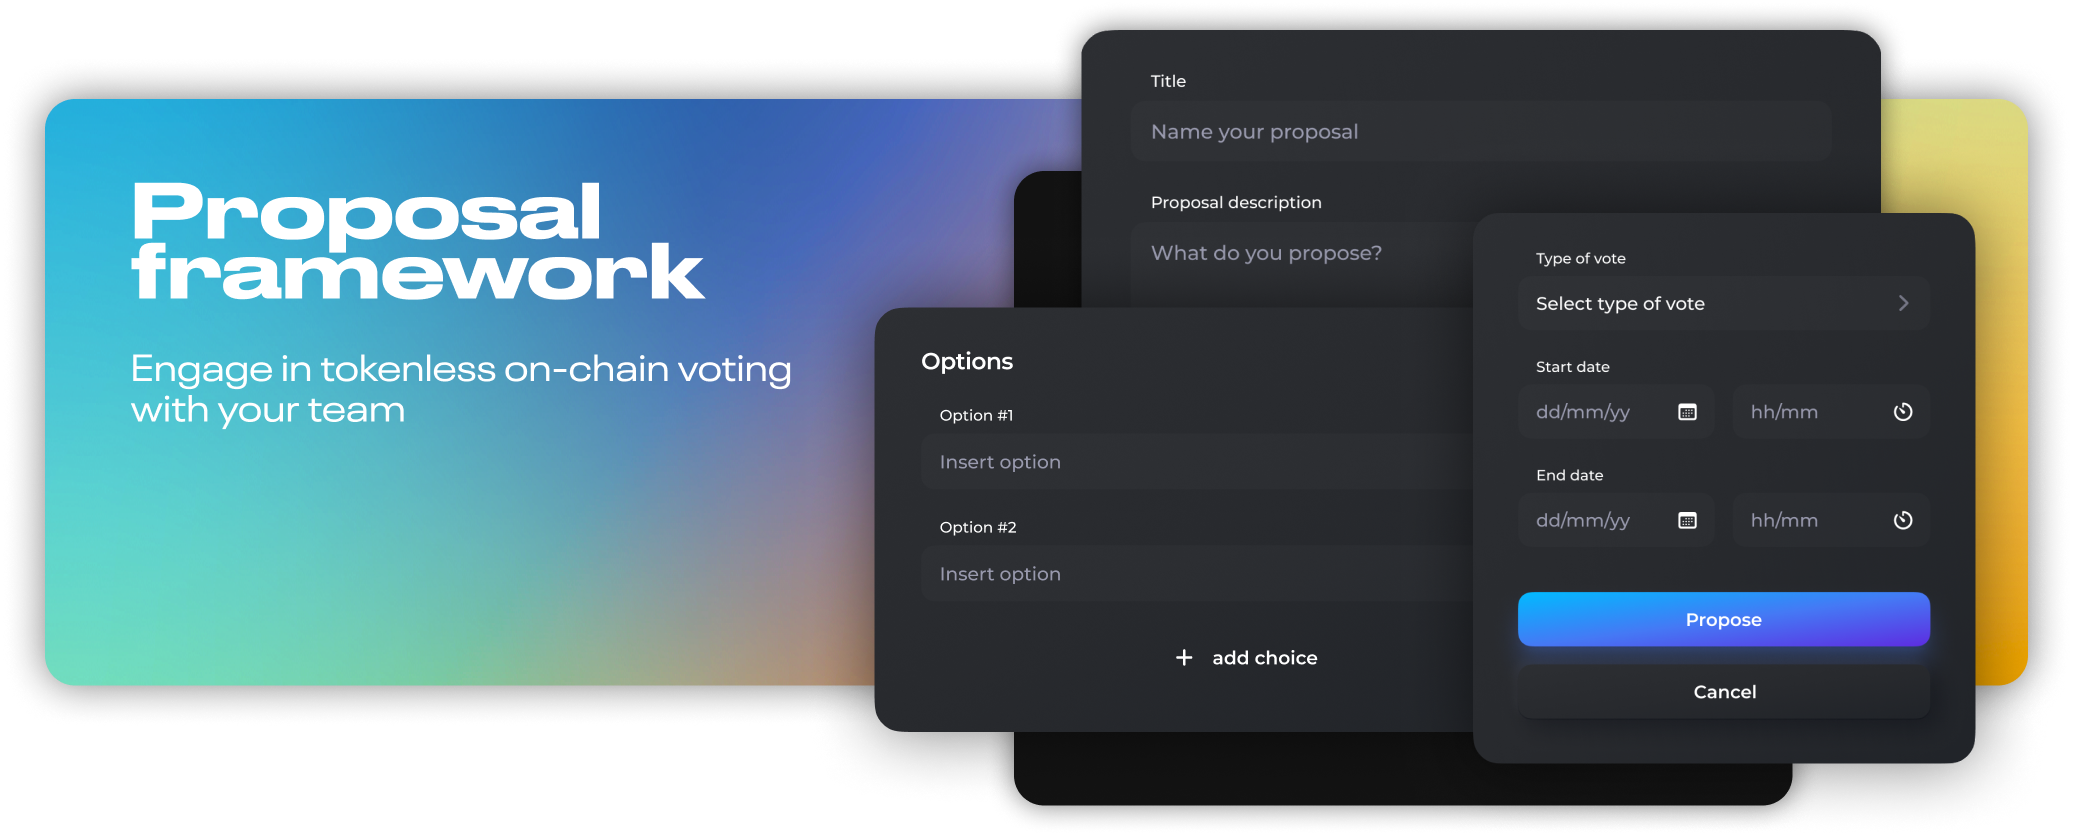 Proposal
framework
Engage in tokenless on-chain voting
with your team
Title
Name your proposal
Proposal description
What do you propose?
Options
Option #1
Insert option
Option #2
Insert option
+ add choice
Type of vote
Select type of vote
Start date
dd/mm/yy hh/mm
End date
dd/mm/yy hh/mm
Propose
Cancel